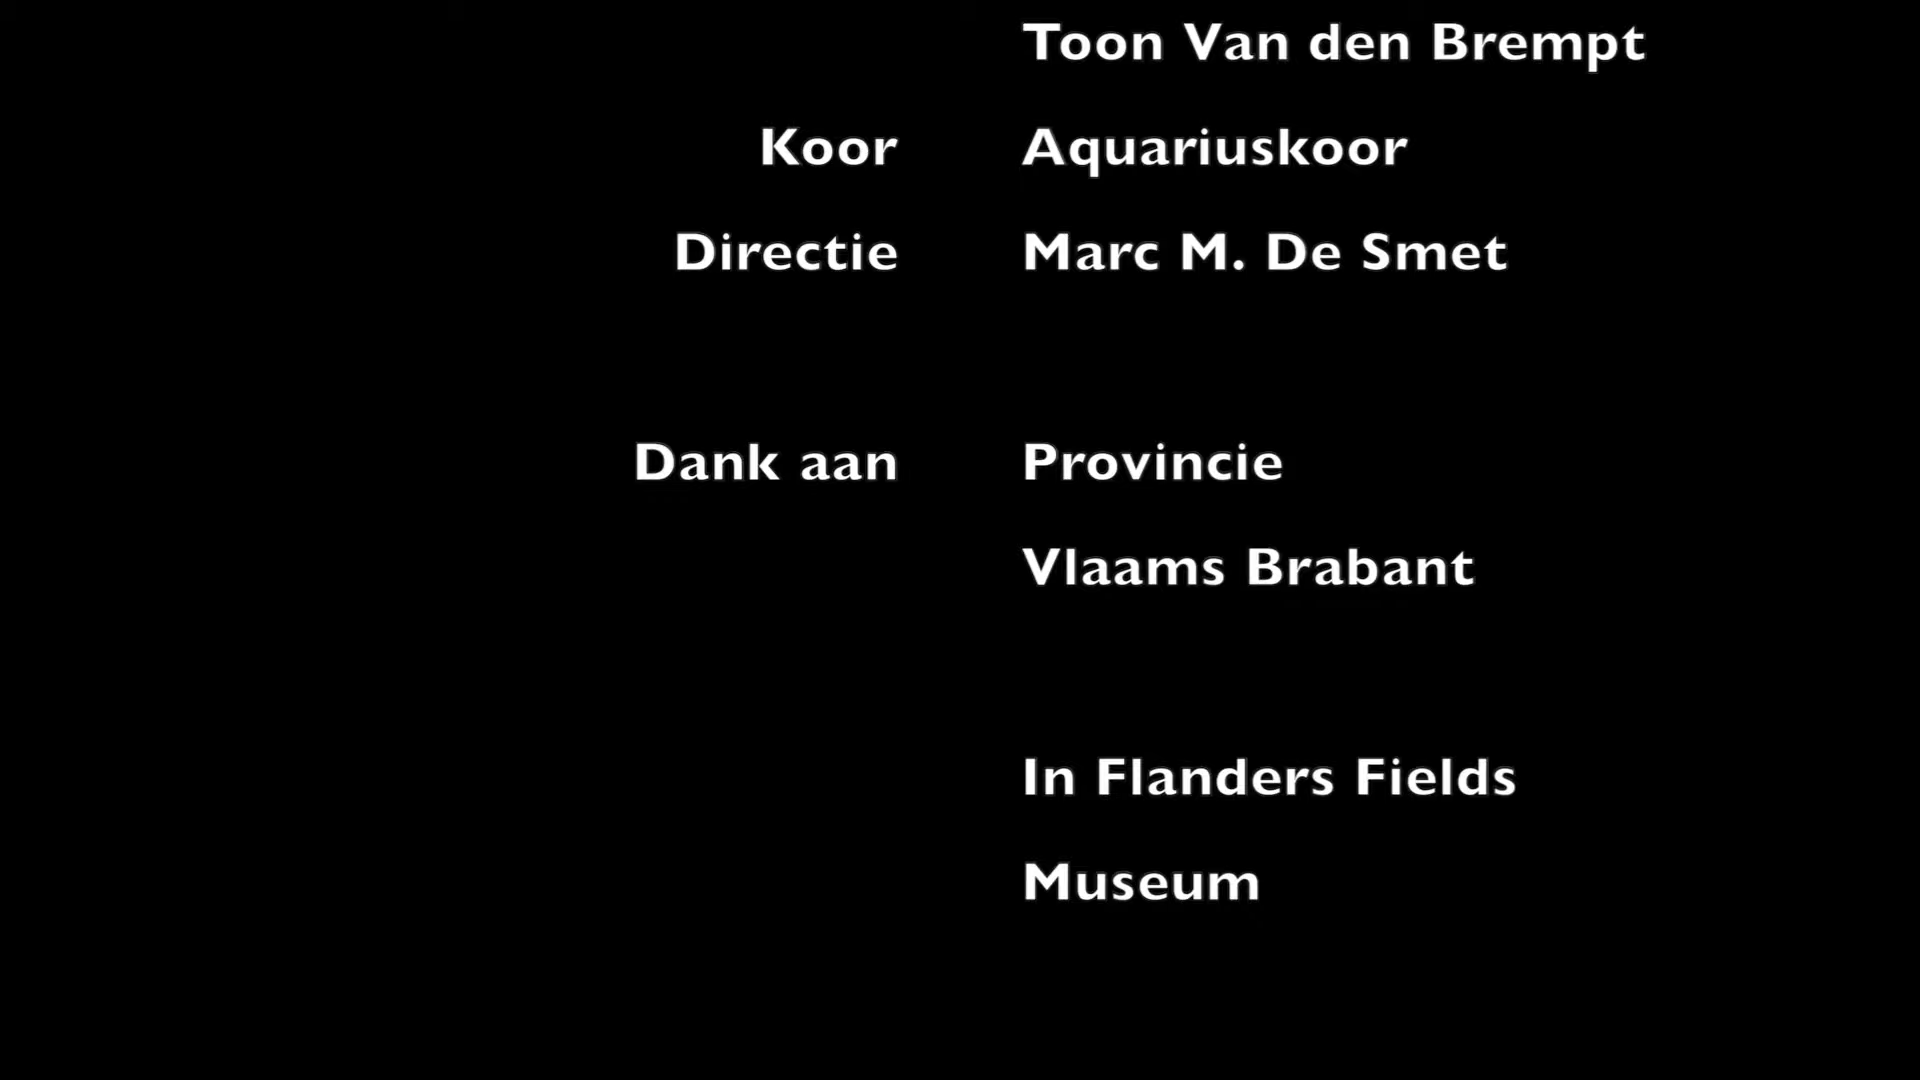 Toon Van den Brempt
Koor Aquariuskoor
Directie Marc M. De Smet
Dank aan Provincie
Vlaams Brabant
In Flanders Fields
Museum